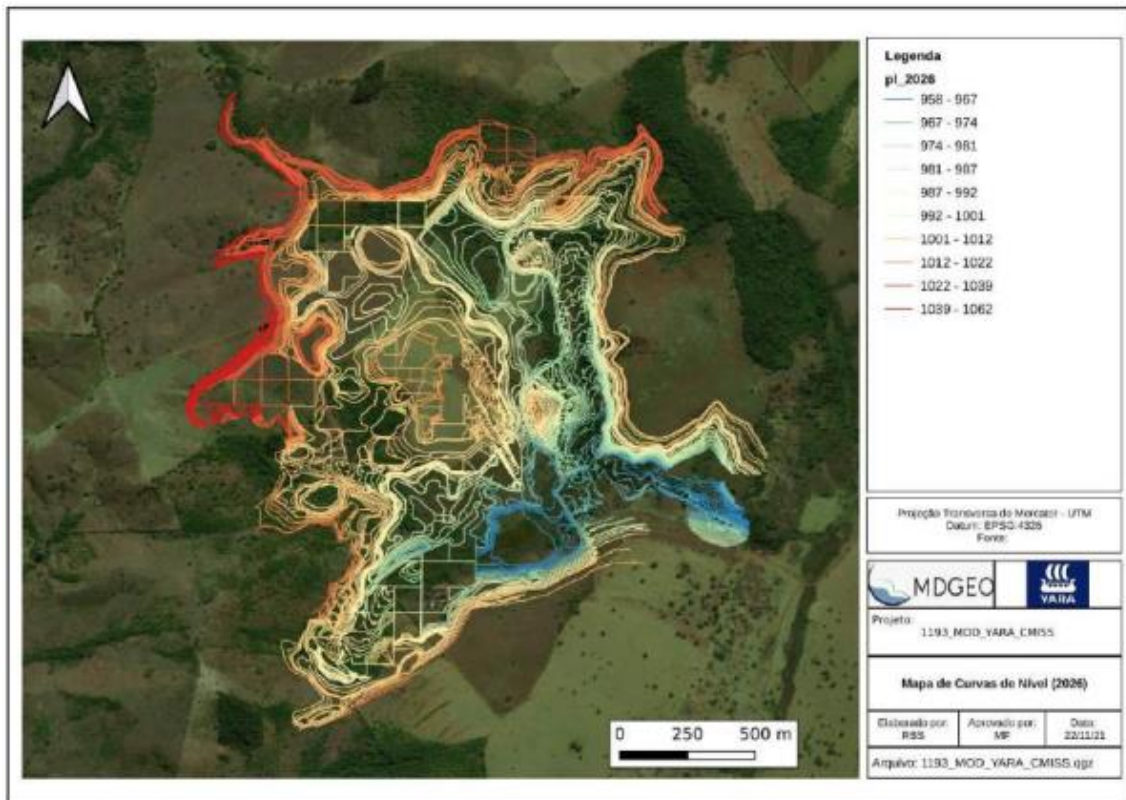 Legenda
pl_2026
958 - 967
967 - 974
974 - 981
981 - 987
987 - 992
992 - 1001
1001 - 1012
1012 - 1022
1022 - 1039
1039 - 1062
Projeção Transversa de Mercator - UTM
Datum: EPSG:4326
Fonte:
MDGEO
YARA
Projeto:
1193_MOD_YARA_CMISS
Mapa de Curvas de Nível (2026)
Elaborado por: Aprovado por: Data:
RSS MF 22/11/21
Arquivo: 1193_MOD_YARA_CMISS.qgz
0 250 500 m